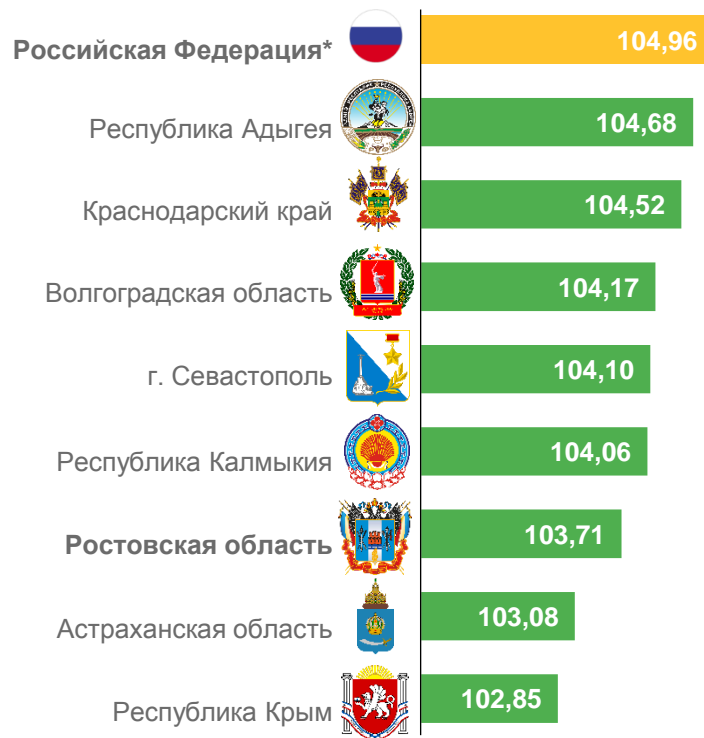 Российская Федерация* 104,96
Республика Адыгея 104,68
Краснодарский край 104,52
Волгоградская область 104,17
г. Севастополь 104,10
Республика Калмыкия 104,06
Ростовская область 103,71
Астраханская область 103,08
Республика Крым 102,85